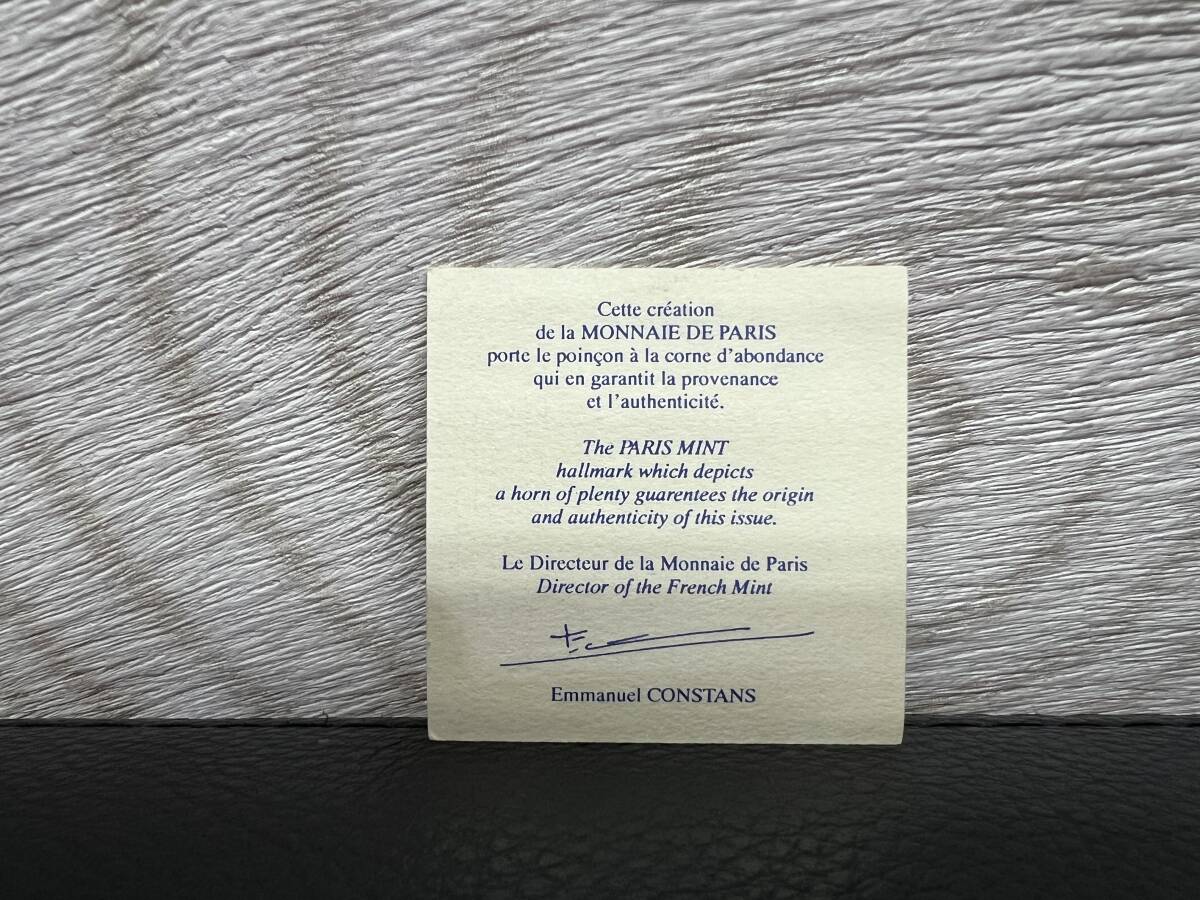 Cette création
de la MONNAIE DE PARIS
porte le poinçon à la corne d'abondance
qui en garantit la provenance
et l'authenticité.
The PARIS MINT
hallmark which depicts
a horn of plenty guarentees the origin
and authenticity of this issue.
Le Directeur de la Monnaie de Paris
Director of the French Mint
Emmanuel CONSTANS